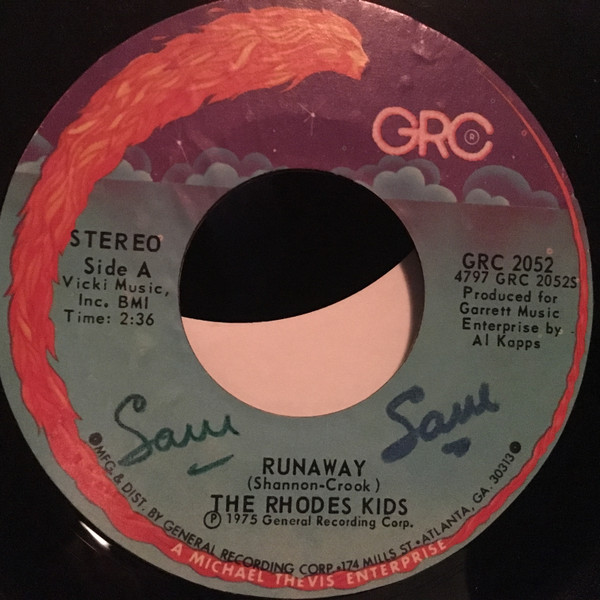 GRC ®
STEREO
Side A
Vicki Music,
Inc. BMI
Time: 2:36
GRC 2052
4797 GRC 2052S
Produced for
Garrett Music
Enterprise by
Al Kapps
Sam
Sam
RUNAWAY
(Shannon-Crook)
THE RHODES KIDS
Ⓟ 1975 General Recording Corp.
MFG. & DIST. BY GENERAL RECORDING CORP. • 174 MILLS ST • ATLANTA, GA. 30313
A MICHAEL THEVIS ENTERPRISE